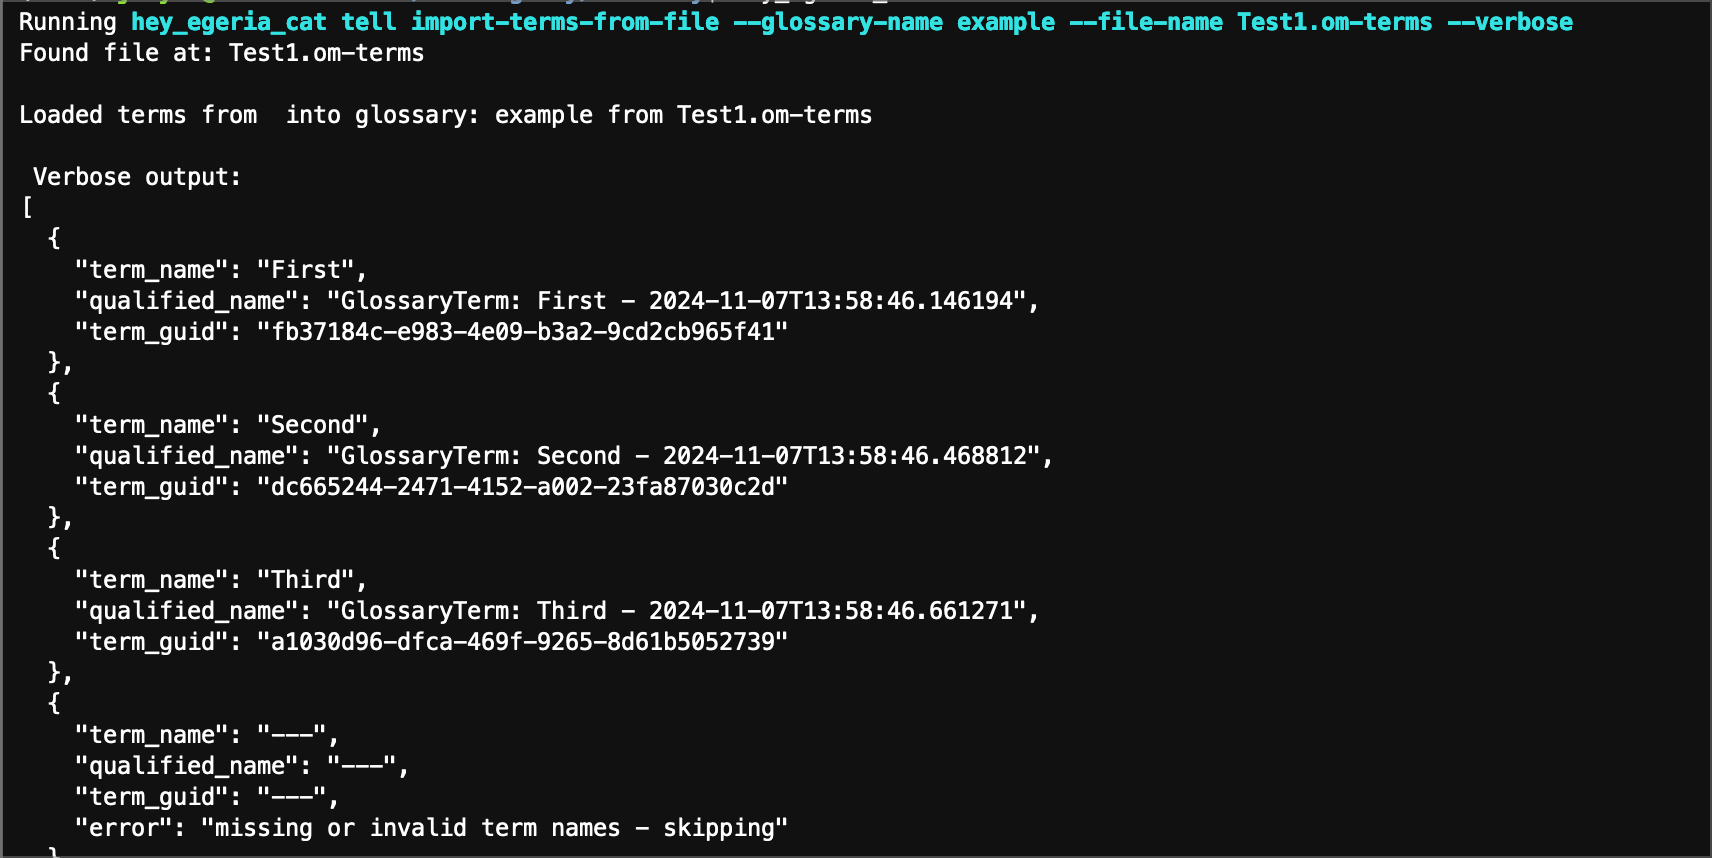 Running hey_egeria_cat tell import-terms-from-file --glossary-name example --file-name Test1.om-terms --verbose
Found file at: Test1.om-terms
Loaded terms from  into glossary: example from Test1.om-terms
Verbose output:
[
{
"term_name": "First",
"qualified_name": "GlossaryTerm: First - 2024-11-07T13:58:46.146194",
"term_guid": "fb37184c-e983-4e09-b3a2-9cd2cb965f41"
},
{
"term_name": "Second",
"qualified_name": "GlossaryTerm: Second - 2024-11-07T13:58:46.468812",
"term_guid": "dc665244-2471-4152-a002-23fa87030c2d"
},
{
"term_name": "Third",
"qualified_name": "GlossaryTerm: Third - 2024-11-07T13:58:46.661271",
"term_guid": "a1030d96-dfca-469f-9265-8d61b5052739"
},
{
"term_name": "---",
"qualified_name": "---",
"term_guid": "---",
"error": "missing or invalid term names - skipping"
}